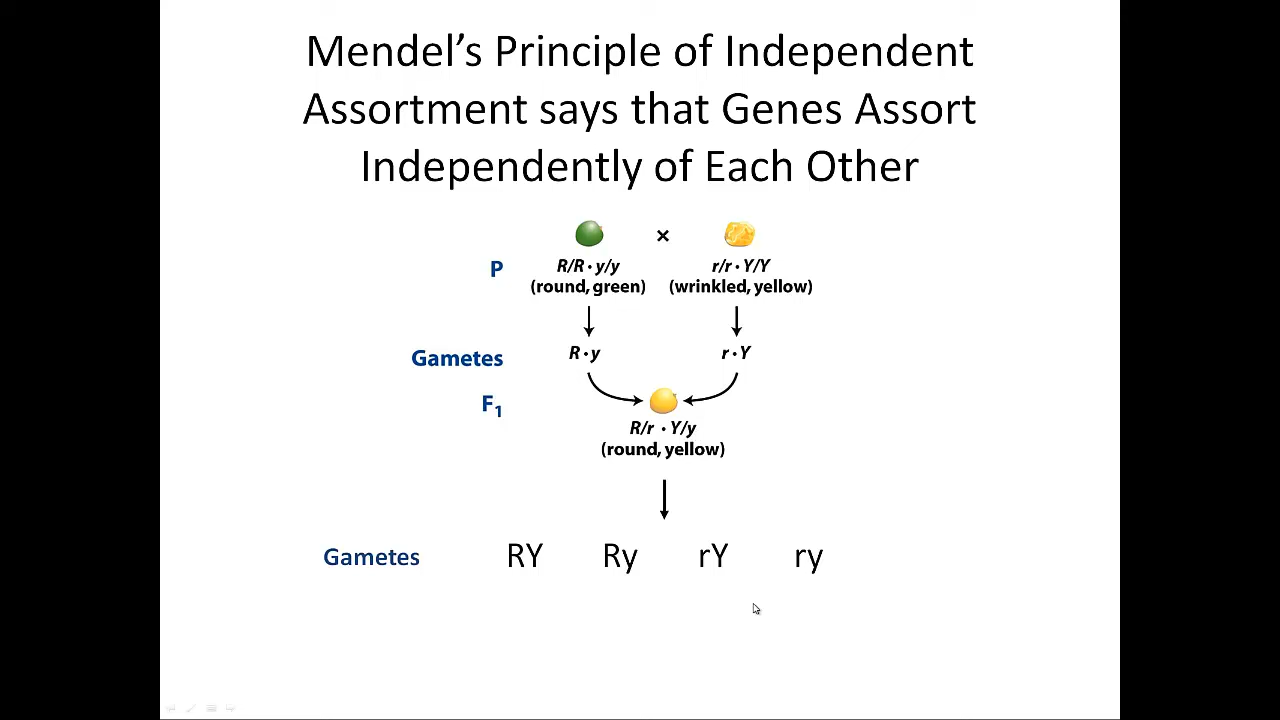 Mendel’s Principle of Independent
Assortment says that Genes Assort
Independently of Each Other
×
P
R/R · y/y
r/r · Y/Y
(round, green)
(wrinkled, yellow)
Gametes
R · y
r · Y
F1
R/r · Y/y
(round, yellow)
Gametes
RY
Ry
rY
ry